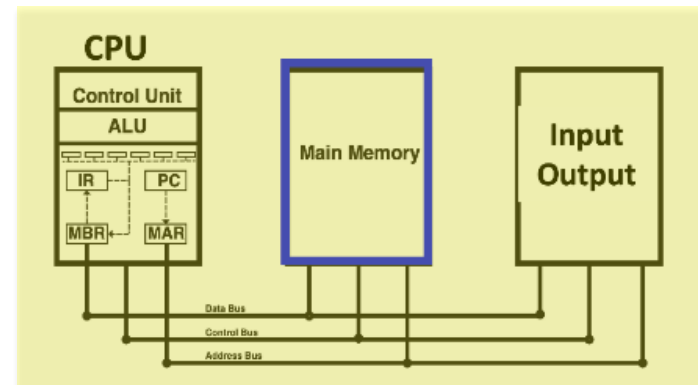 CPU
Control Unit
ALU
IR
PC
MBR
MAR
Main Memory
Input
Output
Data Bus
Control Bus
Address Bus